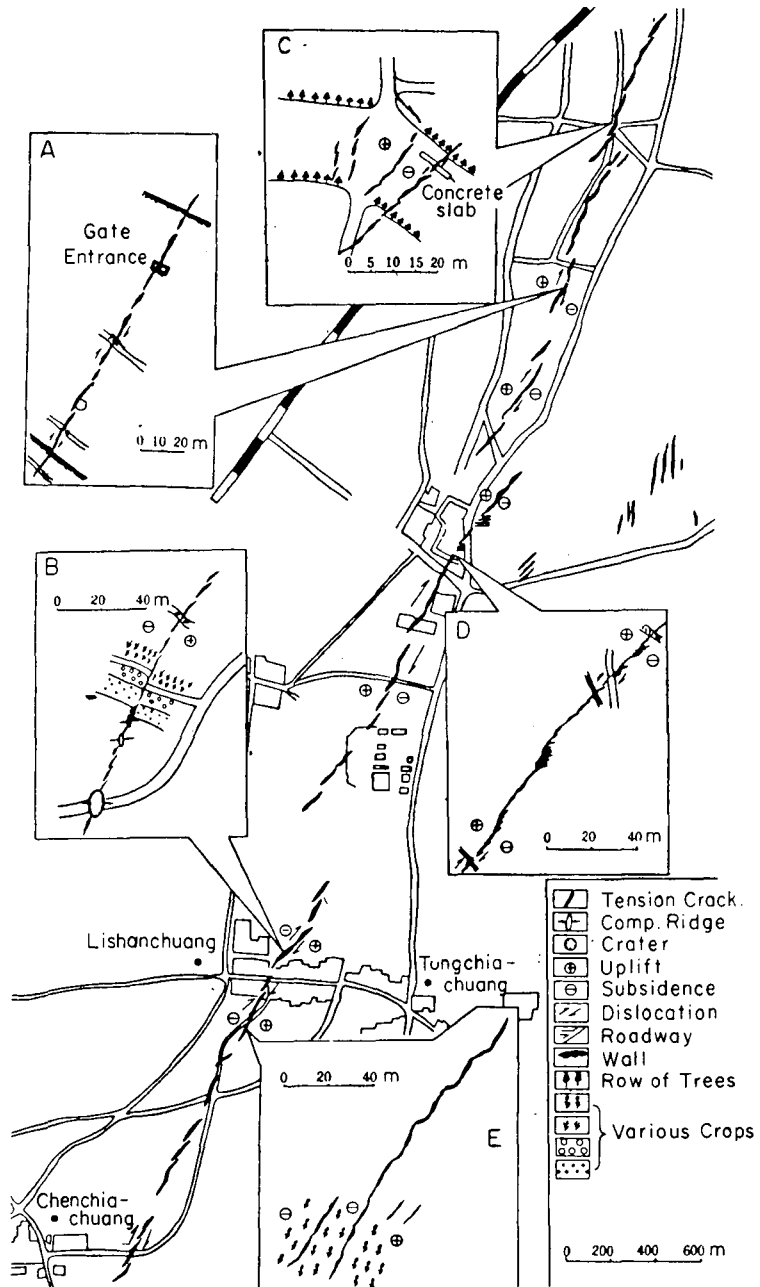 C
Concrete
slab
0 5 10 15 20 m
A
Gate
Entrance
0 10 20 m
B
0 20 40 m
D
0 20 40 m
Lishanchuang
Tungchia-
chuang
0 20 40 m
E
Chenchia-
chuang
Tension Crack.
Comp. Ridge
Crater
Uplift
Subsidence
Dislocation
Roadway
Wall
Row of Trees
Various Crops
0 200 400 600 m